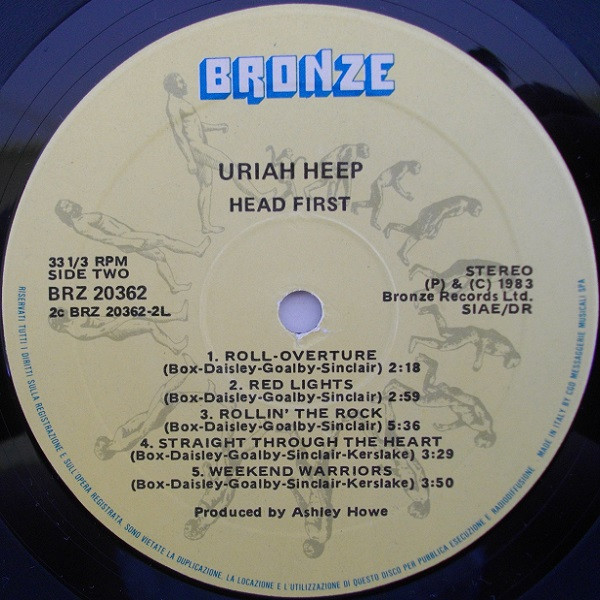 BRONZE
URIAH HEEP
HEAD FIRST
33 1/3 RPM
SIDE TWO
BRZ 20362
2c BRZ 20362-2L
STEREO
(P) & (C) 1983
Bronze Records Ltd.
SIAE/DR
1. ROLL-OVERTURE
(Box-Daisley-Goalby-Sinclair) 2:18
2. RED LIGHTS
(Box-Daisley-Goalby-Sinclair) 2:59
3. ROLLIN' THE ROCK
(Box-Daisley-Goalby-Sinclair) 5:36
4. STRAIGHT THROUGH THE HEART
(Box-Daisley-Goalby-Sinclair-Kerslake) 3:29
5. WEEKEND WARRIORS
(Box-Daisley-Goalby-Sinclair-Kerslake) 3:50
Produced by Ashley Howe
RISERVATI TUTTI I DIRITTI SULLA REGISTRAZIONE E SULL'OPERA REGISTRATA. SONO VIETATE LA DUPLICAZIONE, LA LOCAZIONE E L'UTILIZZAZIONE DI QUESTO DISCO PER PUBBLICA ESECUZIONE E RADIODIFFUSIONE MADE IN ITALY BY CGD MESSAGGERIE MUSICALI SPA